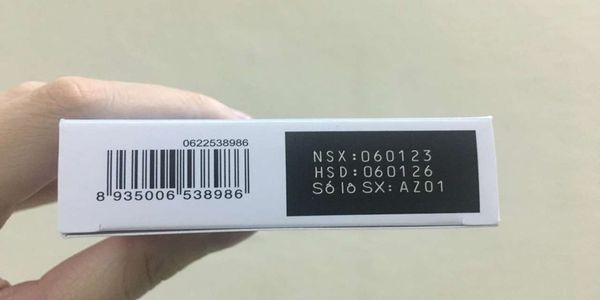 0622538986
8 935006 538986
NSX:060123
HSD:060126
Số lô SX: AZ01